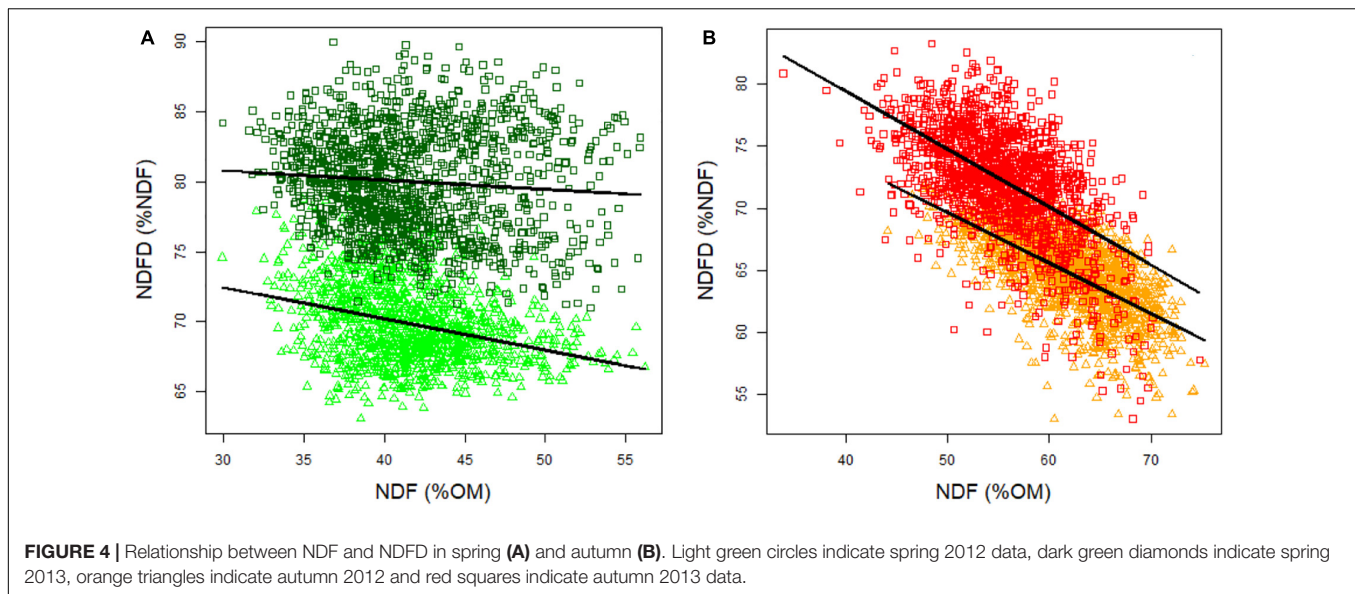 A
90
85
80
75
70
65
NDFD (%NDF)
30 35 40 45 50 55
NDF (%OM)
B
80
75
70
65
60
55
NDFD (%NDF)
40 50 60 70
NDF (%OM)
FIGURE 4 | Relationship between NDF and NDFD in spring (A) and autumn (B). Light green circles indicate spring 2012 data, dark green diamonds indicate spring
2013, orange triangles indicate autumn 2012 and red squares indicate autumn 2013 data.